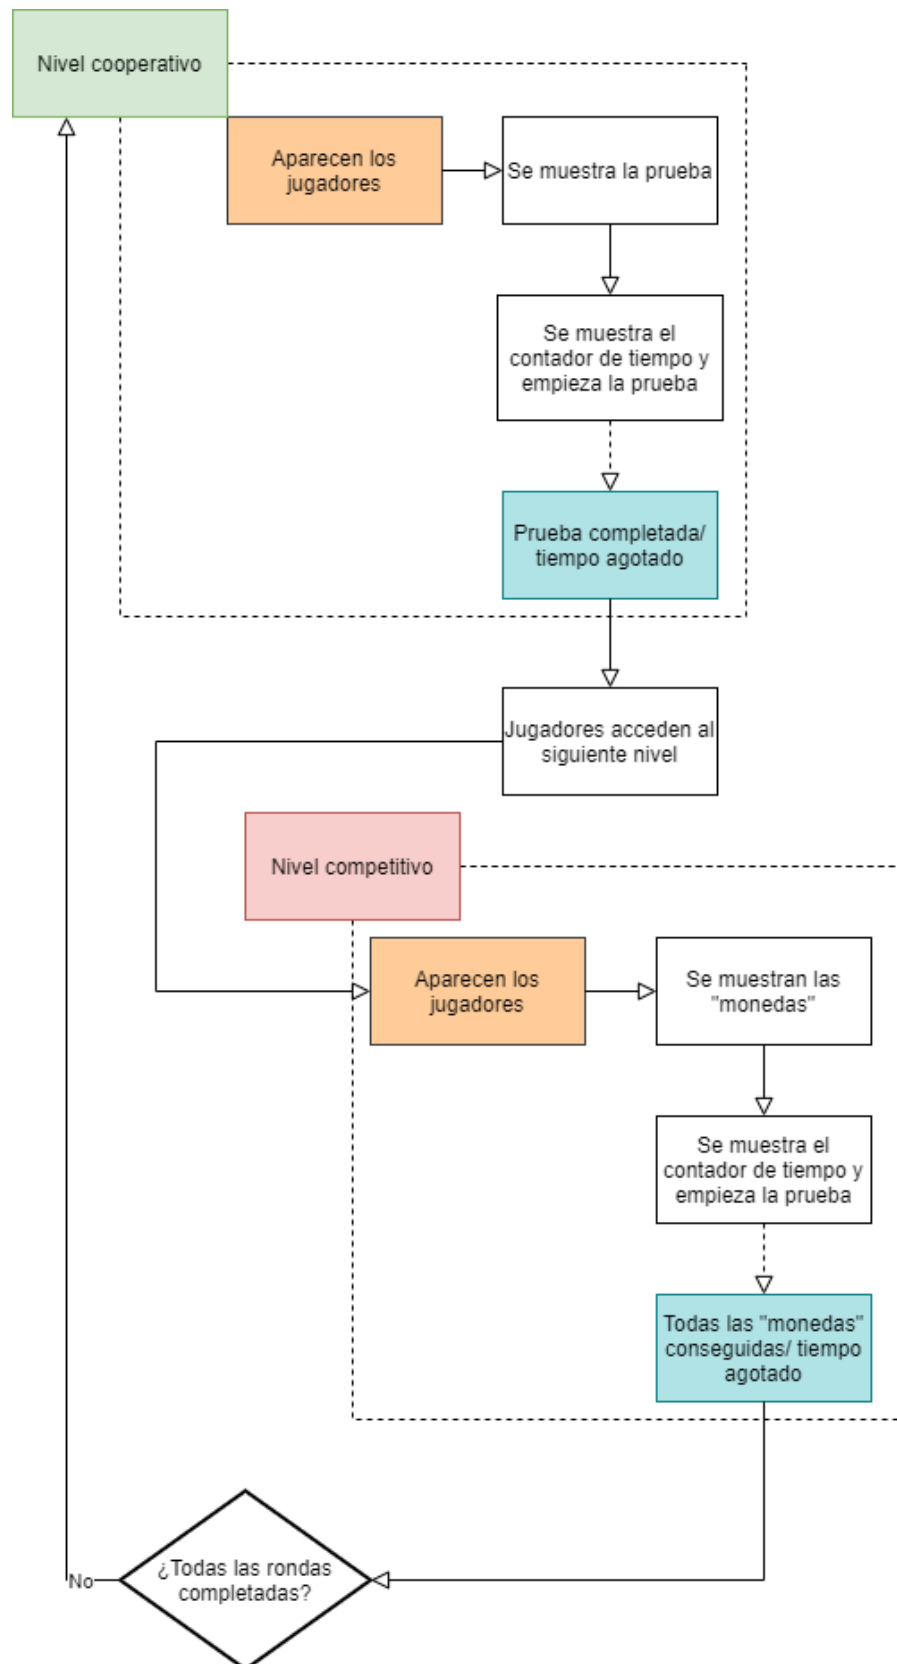 Nivel cooperativo
Aparecen los
jugadores
Se muestra la prueba
Se muestra el
contador de tiempo y
empieza la prueba
Prueba completada/
tiempo agotado
Jugadores acceden al
siguiente nivel
Nivel competitivo
Aparecen los
jugadores
Se muestran las
"monedas"
Se muestra el
contador de tiempo y
empieza la prueba
Todas las "monedas"
conseguidas/ tiempo
agotado
¿Todas las rondas
completadas?
No